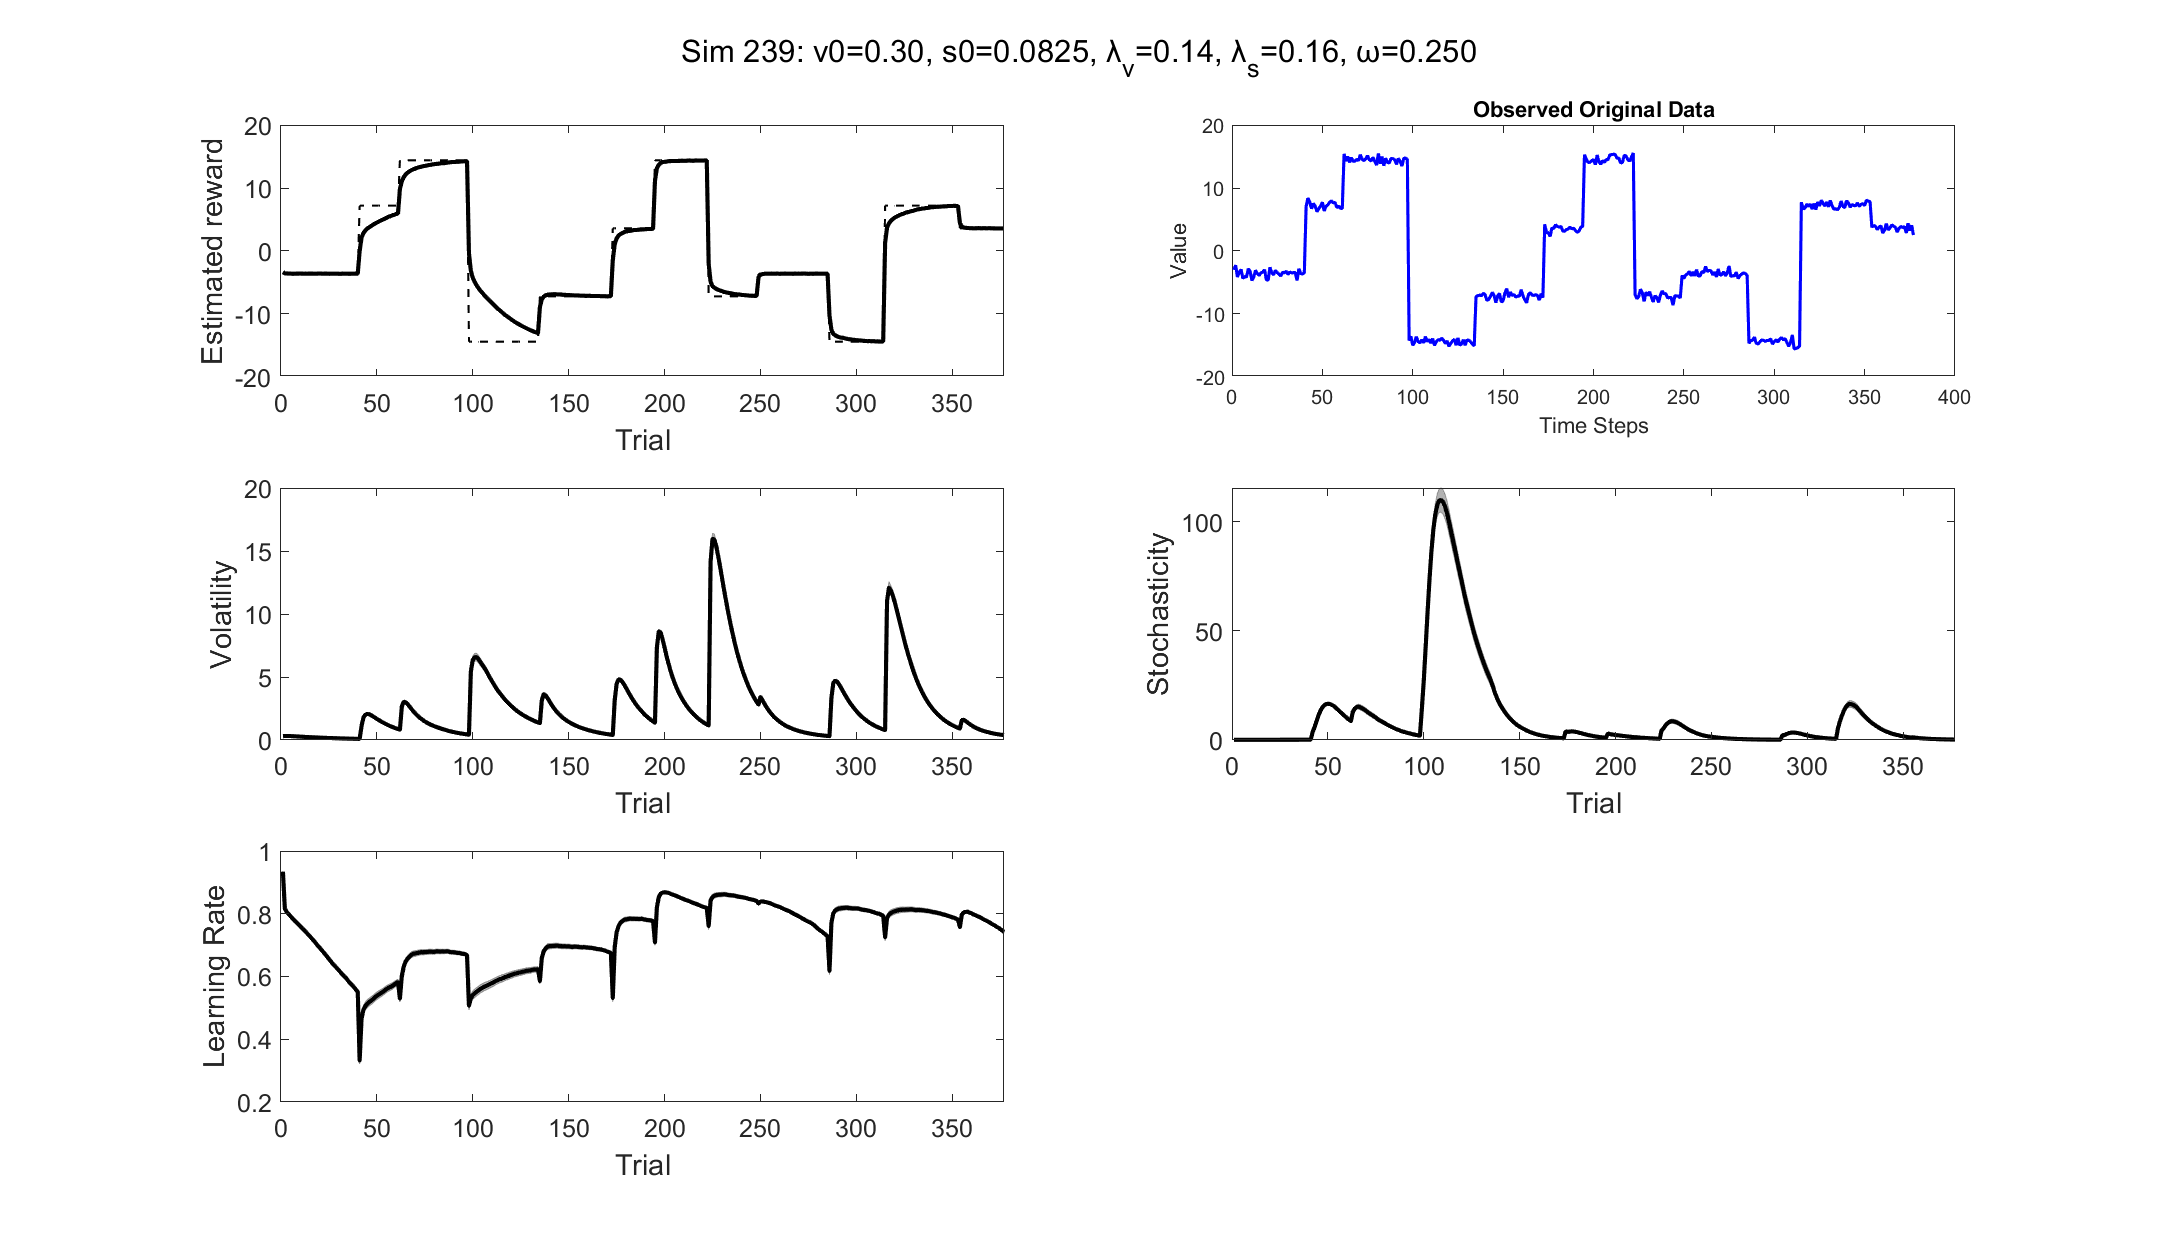 Sim 239: v0=0.30, s0=0.0825, λv=0.14, λs=0.16, ω=0.250
20
10
0
-10
-20
Estimated reward
0 50 100 150 200 250 300 350
Trial
Observed Original Data
20
10
0
-10
-20
Value
0 50 100 150 200 250 300 350 400
Time Steps
20
15
10
5
0
Volatility
0 50 100 150 200 250 300 350
Trial
100
50
0
Stochasticity
0 50 100 150 200 250 300 350
Trial
1
0.8
0.6
0.4
0.2
Learning Rate
0 50 100 150 200 250 300 350
Trial